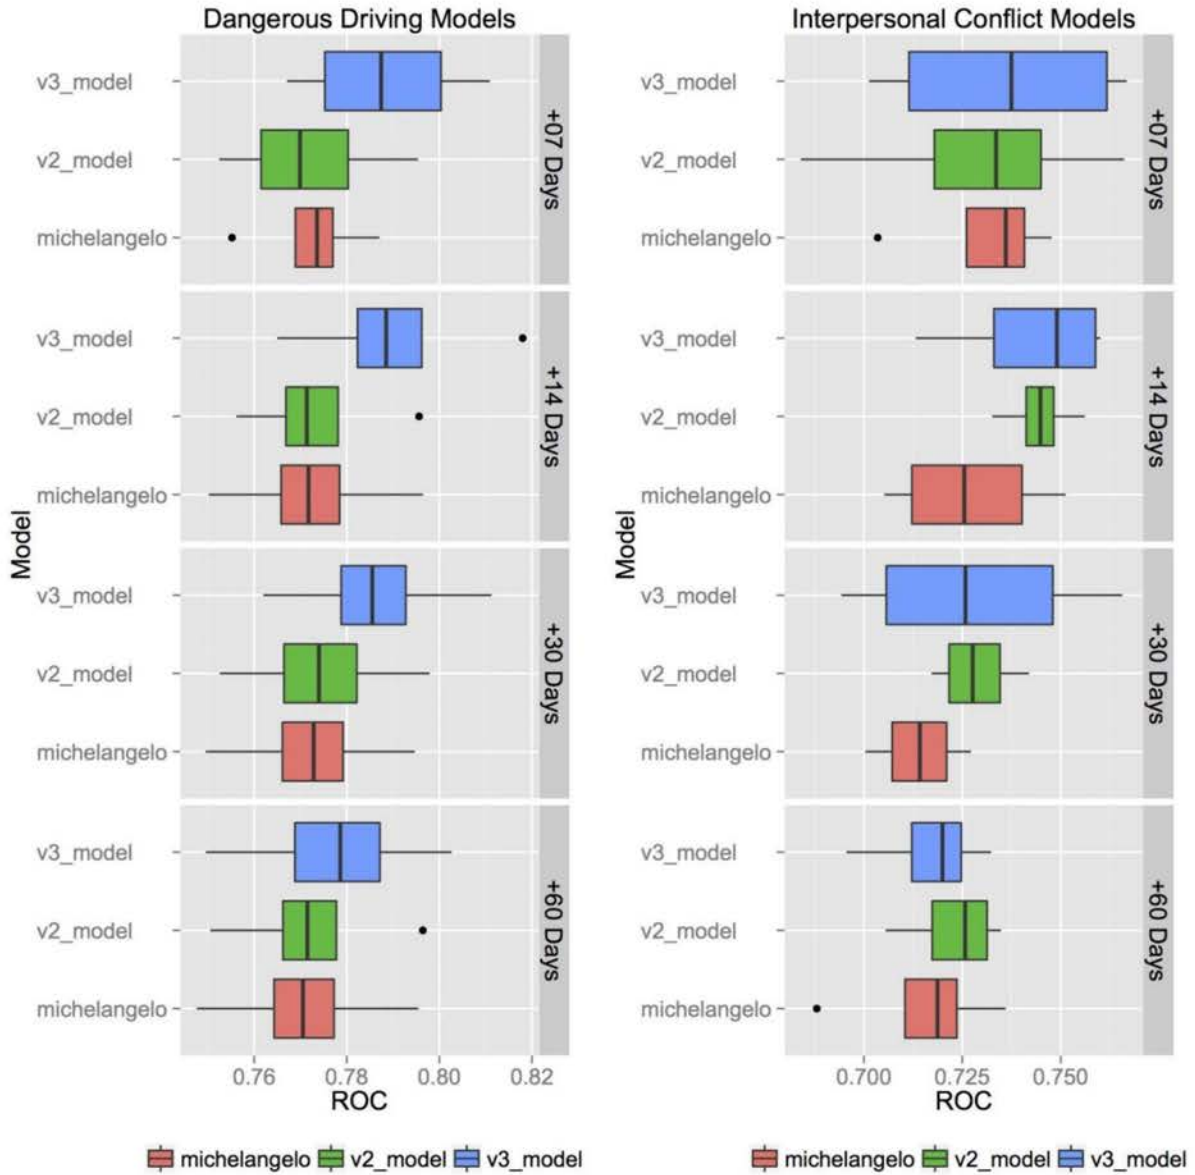 Dangerous Driving Models
v3_model
v2_model
michelangelo
+07 Days
v3_model
v2_model
michelangelo
+14 Days
v3_model
v2_model
michelangelo
+30 Days
v3_model
v2_model
michelangelo
+60 Days
Model
0.76 0.78 0.80 0.82
ROC
michelangelo v2_model v3_model
Interpersonal Conflict Models
v3_model
v2_model
michelangelo
+07 Days
v3_model
v2_model
michelangelo
+14 Days
v3_model
v2_model
michelangelo
+30 Days
v3_model
v2_model
michelangelo
+60 Days
Model
0.700 0.725 0.750
ROC
michelangelo v2_model v3_model